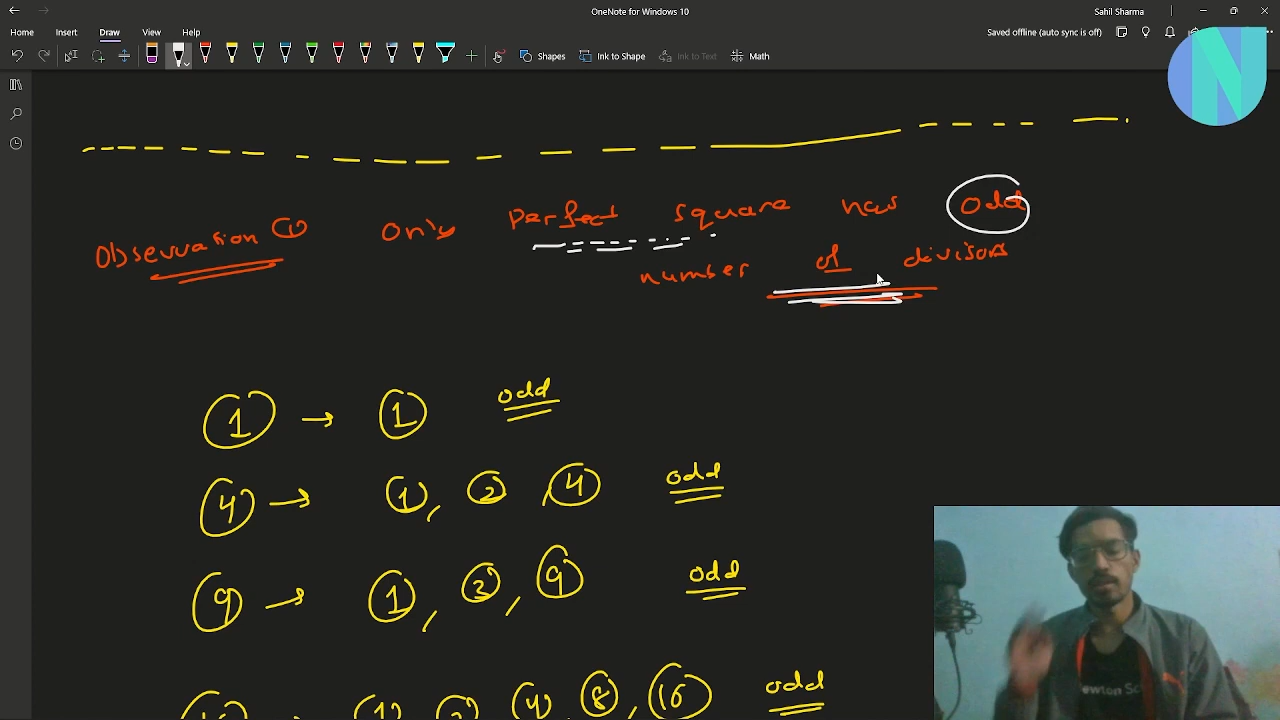 OneNote for Windows 10
Sahil Sharma
Home Insert Draw View Help
Saved offline (auto sync is off)
Shapes Ink to Shape Ink to Text Math
Observation 1 Only perfect square has odd
number of divisors
1 → 1 odd
4 → 1, 2, 4 odd
9 → 1, 3, 9 odd
16 → 1, 2, 4, 8, 16 odd
N